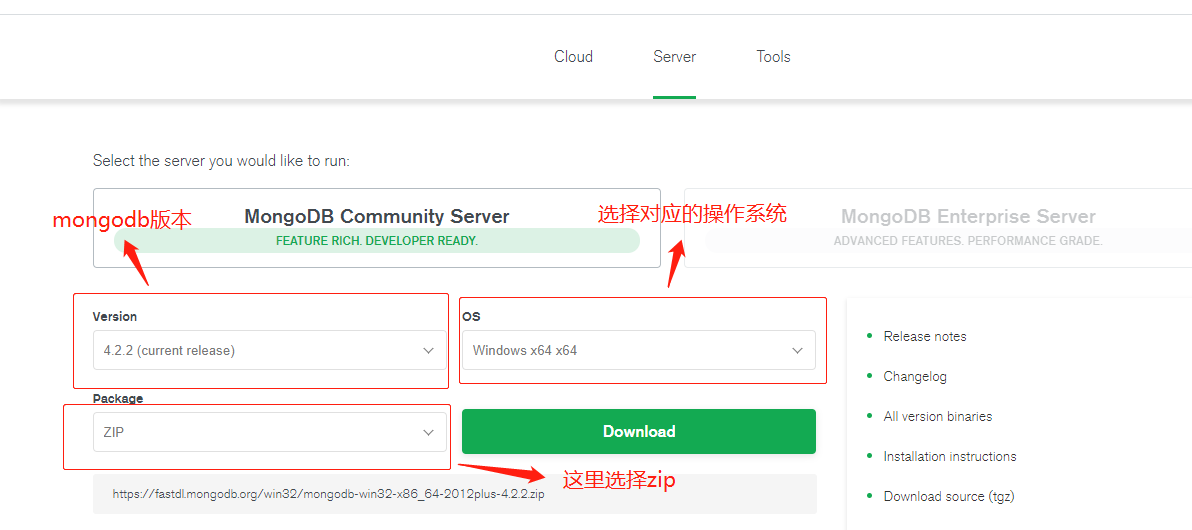 Cloud
Server
Tools
Select the server you would like to run:
mongodb版本
MongoDB Community Server
FEATURE RICH. DEVELOPER READY.
选择对应的操作系统
MongoDB Enterprise Server
ADVANCED FEATURES. PERFORMANCE GRADE.
Version
4.2.2 (current release)
OS
Windows x64 x64
Package
ZIP
Download
这里选择zip
https://fastdl.mongodb.org/win32/mongodb-win32-x86_64-2012plus-4.2.2.zip
Release notes
Changelog
All version binaries
Installation instructions
Download source (tgz)